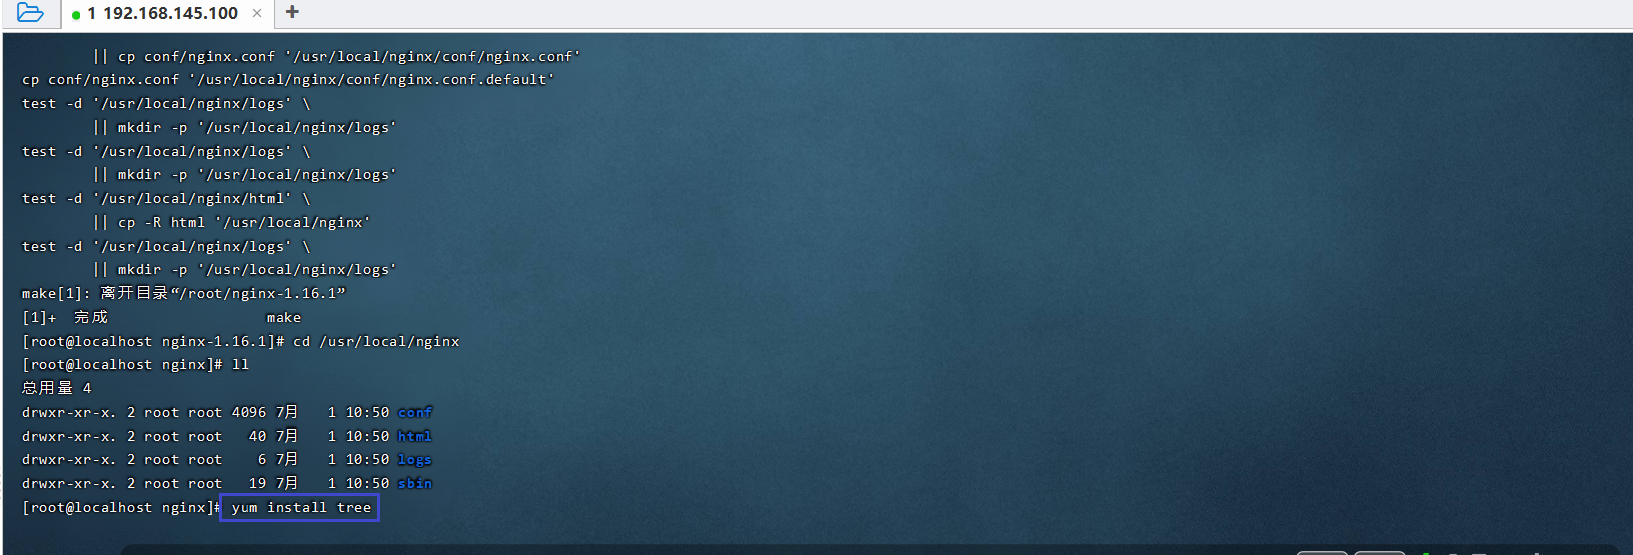 1 192.168.145.100 × +
|| cp conf/nginx.conf '/usr/local/nginx/conf/nginx.conf'
cp conf/nginx.conf '/usr/local/nginx/conf/nginx.conf.default'
test -d '/usr/local/nginx/logs' \
|| mkdir -p '/usr/local/nginx/logs'
test -d '/usr/local/nginx/logs' \
|| mkdir -p '/usr/local/nginx/logs'
test -d '/usr/local/nginx/html' \
|| cp -R html '/usr/local/nginx'
test -d '/usr/local/nginx/logs' \
|| mkdir -p '/usr/local/nginx/logs'
make[1]: 离开目录“/root/nginx-1.16.1”
[1]+  完成                  make
[root@localhost nginx-1.16.1]# cd /usr/local/nginx
[root@localhost nginx]# ll
总用量 4
drwxr-xr-x. 2 root root 4096 7月   1 10:50 conf
drwxr-xr-x. 2 root root   40 7月   1 10:50 html
drwxr-xr-x. 2 root root    6 7月   1 10:50 logs
drwxr-xr-x. 2 root root   19 7月   1 10:50 sbin
[root@localhost nginx]# yum install tree